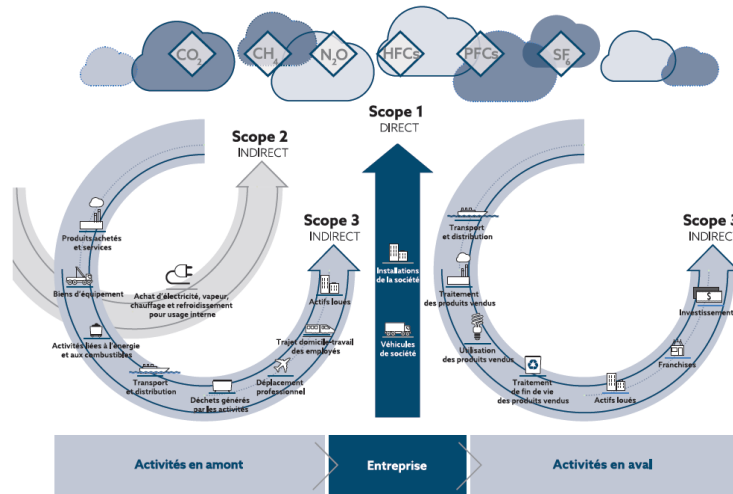 CO2
CH4
N2O
HFCs
PFCs
SF6
Scope 2
INDIRECT
Scope 1
DIRECT
Scope 3
INDIRECT
Scope 3
INDIRECT
Produits achetés
et services
Biens d'équipement
Activités liées à l'énergie
et aux combustibles
Transport
et distribution
Déchets générés
par les activités
Déplacement
professionnel
Trajet domicile-travail
des employés
Actifs loués
Achat d'électricité, vapeur,
chauffage et refroidissement
pour usage interne
Installations
de la société
Véhicules
de société
Transport
et distribution
Traitement
des produits vendus
Utilisation
des produits vendus
Traitement
de fin de vie
des produits vendus
Actifs loués
Franchises
$
Investissement
Activités en amont
Entreprise
Activités en aval